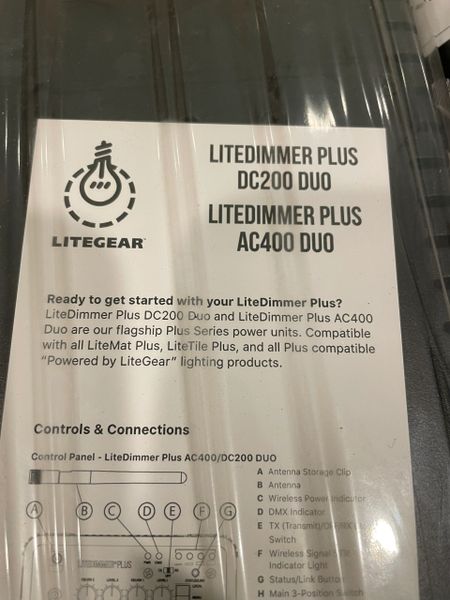 LITEGEAR
LITEDIMMER PLUS
DC200 DUO
LITEDIMMER PLUS
AC400 DUO
Ready to get started with your LiteDimmer Plus?
LiteDimmer Plus DC200 Duo and LiteDimmer Plus AC400
Duo are our flagship Plus Series power units. Compatible
with all LiteMat Plus, LiteTile Plus, and all Plus compatible
“Powered by LiteGear” lighting products.
Controls & Connections
Control Panel - LiteDimmer Plus AC400/DC200 DUO
A B C D E F G
A Antenna Storage Clip
B Antenna
C Wireless Power Indicator
D DMX Indicator
E TX (Transmit)/OFF/RX
Switch
F Wireless Signal
Indicator Light
G Status/Link Button
H Main 3-Position Switch
LITEDIMMER PLUS